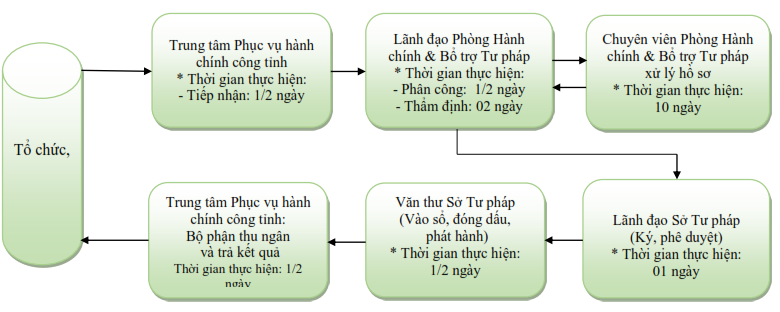 Tổ chức,
Trung tâm Phục vụ hành
chính công tỉnh
* Thời gian thực hiện:
- Tiếp nhận: 1/2 ngày
Lãnh đạo Phòng Hành
chính & Bổ trợ Tư pháp
* Thời gian thực hiện:
- Phân công: 1/2 ngày
- Thẩm định: 02 ngày
Chuyên viên Phòng Hành
chính & Bổ trợ Tư pháp
xử lý hồ sơ
* Thời gian thực hiện:
10 ngày
Lãnh đạo Sở Tư pháp
(Ký, phê duyệt)
* Thời gian thực hiện:
01 ngày
Văn thư Sở Tư pháp
(Vào sổ, đóng dấu,
phát hành)
* Thời gian thực hiện:
1/2 ngày
Trung tâm Phục vụ hành
chính công tỉnh:
Bộ phận thu ngân
và trả kết quả
Thời gian thực hiện: 1/2
ngày